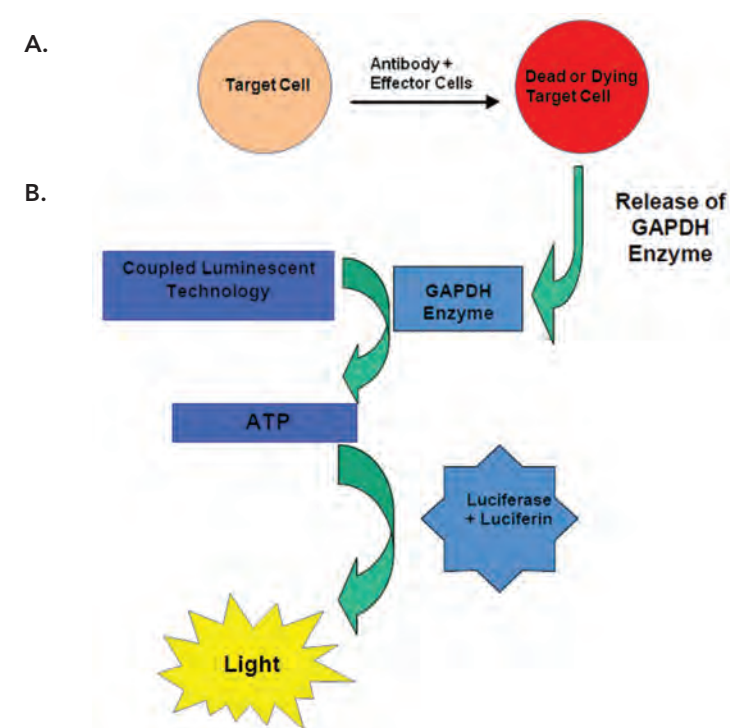 A.
Target Cell
Antibody +
Effector Cells
Dead or Dying
Target Cell
B.
Release of
GAPDH
Enzyme
Coupled Luminescent
Technology
GAPDH
Enzyme
ATP
Luciferase
+ Luciferin
Light